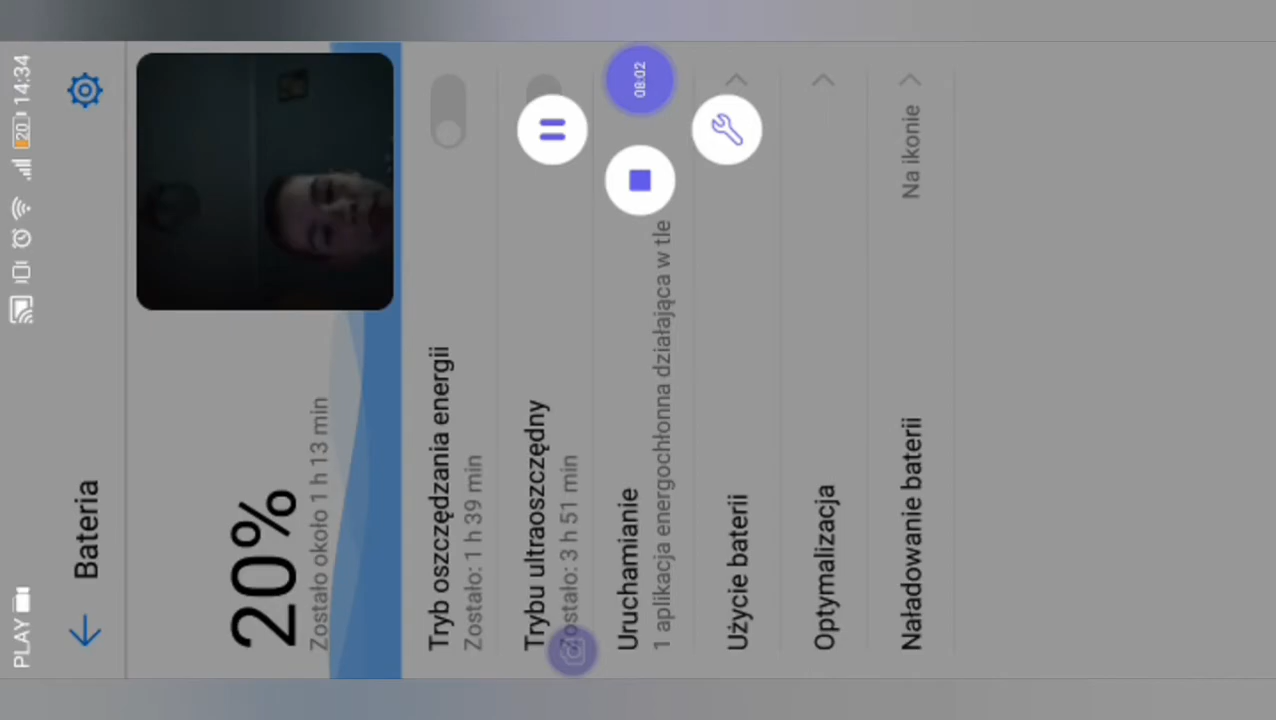 PLAY 20 14:34
Bateria
20%
Zostało około 1 h 13 min
Tryb oszczędzania energii
Zostało: 1 h 39 min
Trybu ultraoszczędny
Zostało: 3 h 51 min
08:02
Uruchamianie
1 aplikacja energochłonna działająca w tle
Użycie baterii
Optymalizacja
Naładowanie baterii Na ikonie